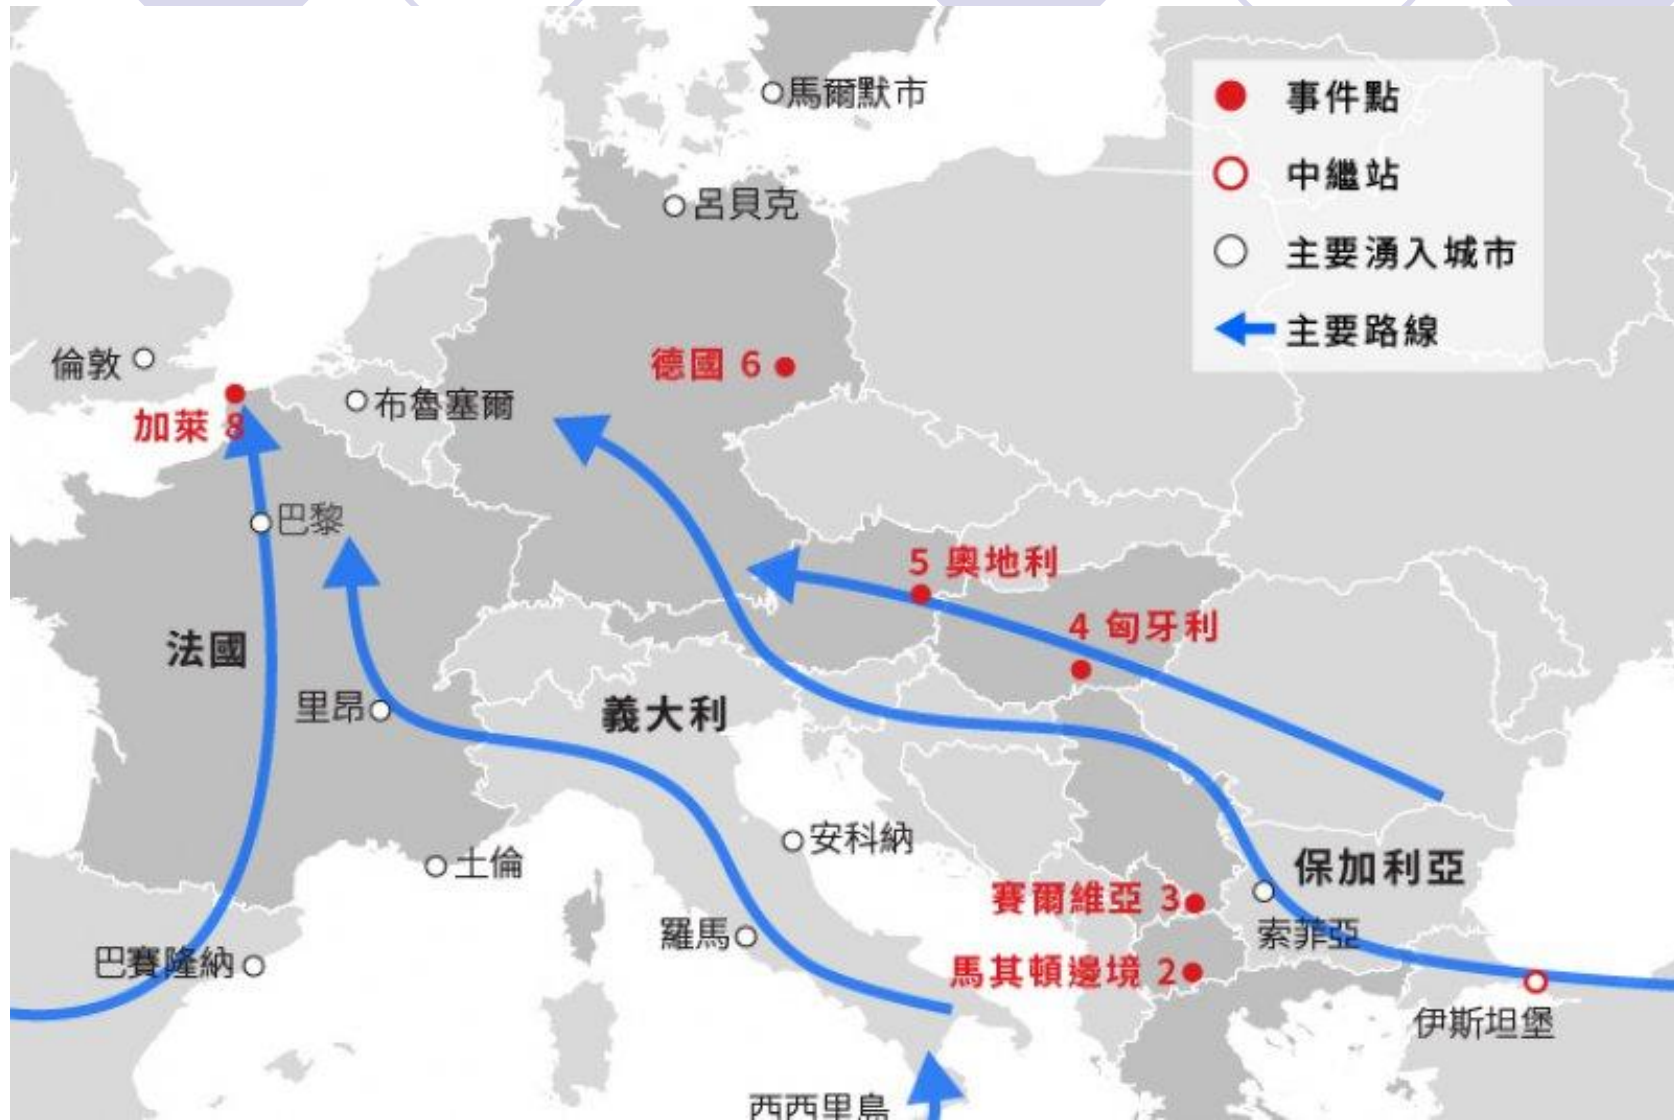 馬爾默市
事件點
中繼站
呂貝克
主要湧入城市
主要路線
倫敦
德國 6
布魯塞爾
加萊 8
巴黎
5 奧地利
4 匈牙利
法國
里昂
義大利
安科納
土倫
保加利亞
賽爾維亞 3
羅馬
索菲亞
巴賽隆納
馬其頓邊境 2
伊斯坦堡
西西里島